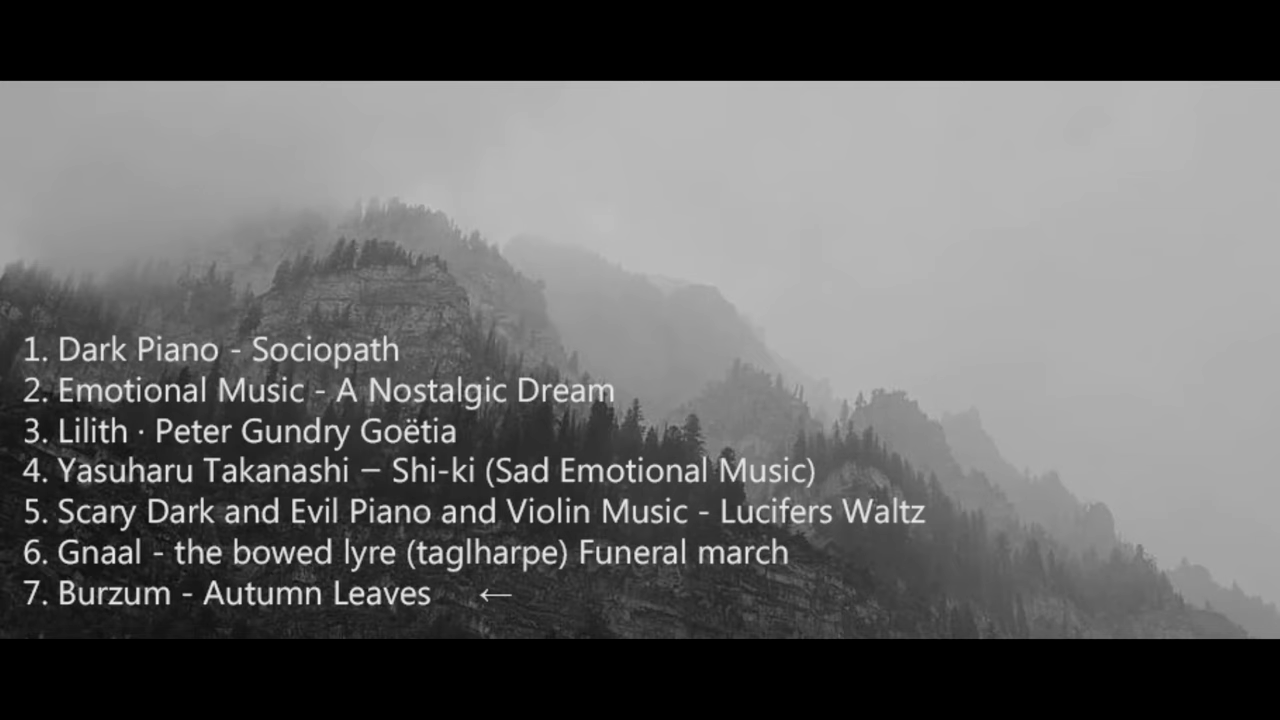 1. Dark Piano - Sociopath
2. Emotional Music - A Nostalgic Dream
3. Lilith · Peter Gundry Goëtia
4. Yasuharu Takanashi – Shi-ki (Sad Emotional Music)
5. Scary Dark and Evil Piano and Violin Music - Lucifers Waltz
6. Gnaal - the bowed lyre (taglharpe) Funeral march
7. Burzum - Autumn Leaves ←